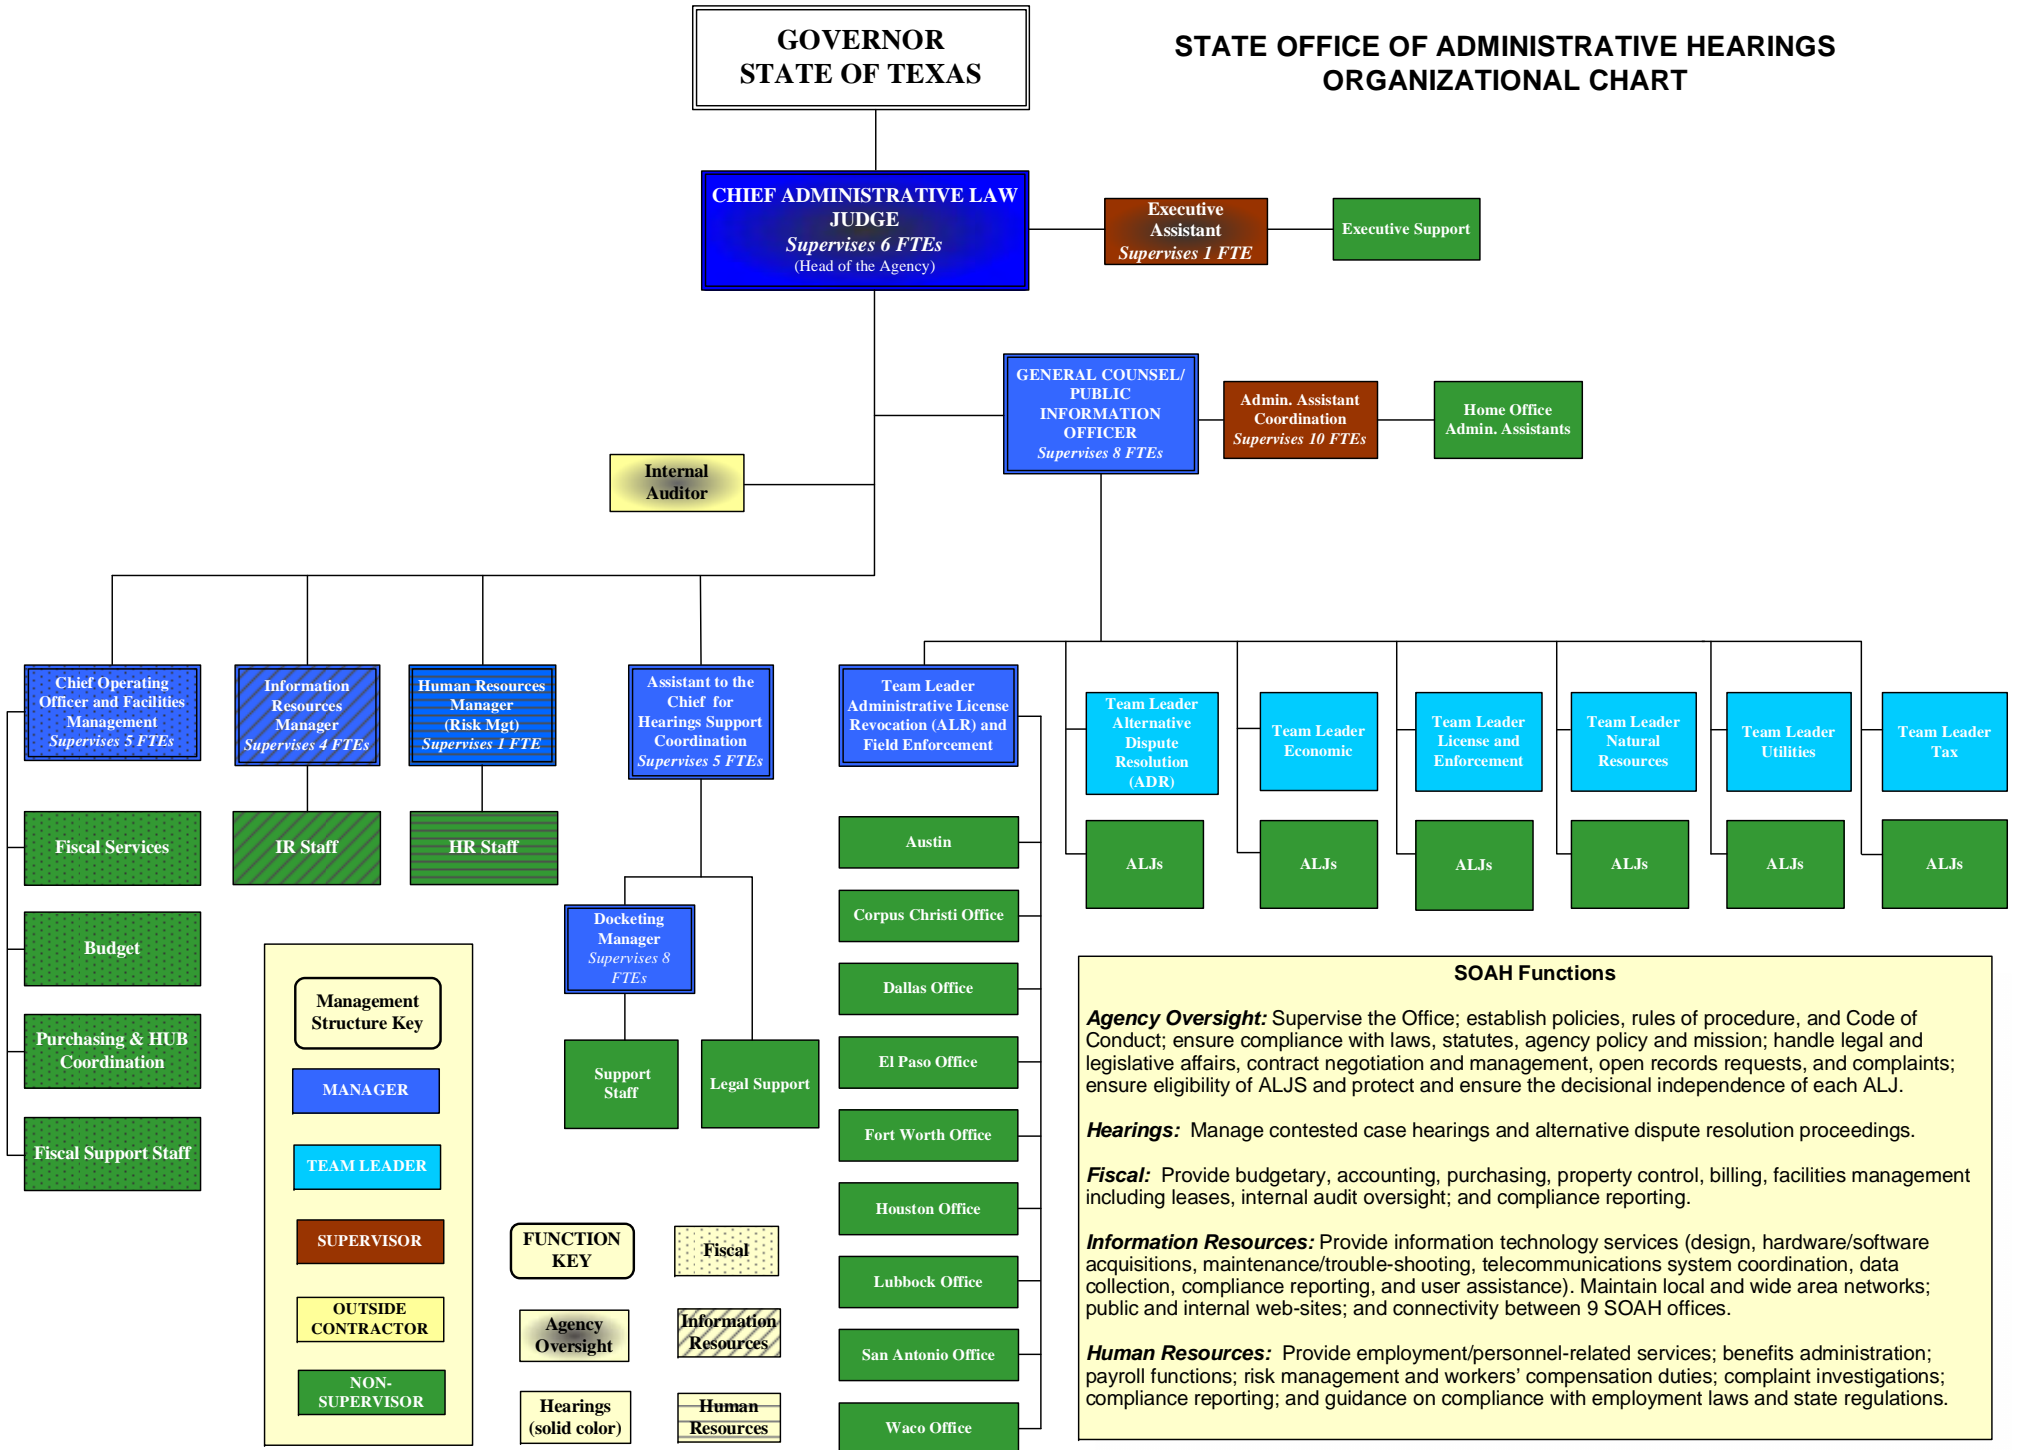 GOVERNOR
STATE OF TEXAS
STATE OFFICE OF ADMINISTRATIVE HEARINGS
ORGANIZATIONAL CHART
CHIEF ADMINISTRATIVE LAW
JUDGE
Supervises 6 FTEs
(Head of the Agency)
Executive
Assistant
Supervises 1 FTE
Executive Support
GENERAL COUNSEL/
PUBLIC
INFORMATION
OFFICER
Supervises 8 FTEs
Admin. Assistant
Coordination
Supervises 10 FTEs
Home Office
Admin. Assistants
Internal
Auditor
Chief Operating
Officer and Facilities
Management
Supervises 5 FTEs
Information
Resources
Manager
Supervises 4 FTEs
Human Resources
Manager
(Risk Mgt)
Supervises 1 FTE
Assistant to the
Chief for
Hearings Support
Coordination
Supervises 5 FTEs
Team Leader
Administrative License
Revocation (ALR) and
Field Enforcement
Team Leader
Alternative
Dispute
Resolution
(ADR)
Team Leader
Economic
Team Leader
License and
Enforcement
Team Leader
Natural
Resources
Team Leader
Utilities
Team Leader
Tax
Fiscal Services
IR Staff
HR Staff
Austin
ALJs
ALJs
ALJs
ALJs
ALJs
ALJs
Budget
Purchasing & HUB
Coordination
Fiscal Support Staff
Docketing
Manager
Supervises 8
FTEs
Support
Staff
Legal Support
Corpus Christi Office
Dallas Office
El Paso Office
Fort Worth Office
Houston Office
Lubbock Office
San Antonio Office
Waco Office
Management
Structure Key
MANAGER
TEAM LEADER
SUPERVISOR
OUTSIDE
CONTRACTOR
NON-
SUPERVISOR
FUNCTION
KEY
Fiscal
Agency
Oversight
Information
Resources
Hearings
(solid color)
Human
Resources
SOAH Functions
Agency Oversight: Supervise the Office; establish policies, rules of procedure, and Code of
Conduct; ensure compliance with laws, statutes, agency policy and mission; handle legal and
legislative affairs, contract negotiation and management, open records requests, and complaints;
ensure eligibility of ALJS and protect and ensure the decisional independence of each ALJ.
Hearings: Manage contested case hearings and alternative dispute resolution proceedings.
Fiscal: Provide budgetary, accounting, purchasing, property control, billing, facilities management
including leases, internal audit oversight; and compliance reporting.
Information Resources: Provide information technology services (design, hardware/software
acquisitions, maintenance/trouble-shooting, telecommunications system coordination, data
collection, compliance reporting, and user assistance). Maintain local and wide area networks;
public and internal web-sites; and connectivity between 9 SOAH offices.
Human Resources: Provide employment/personnel-related services; benefits administration;
payroll functions; risk management and workers’ compensation duties; complaint investigations;
compliance reporting; and guidance on compliance with employment laws and state regulations.